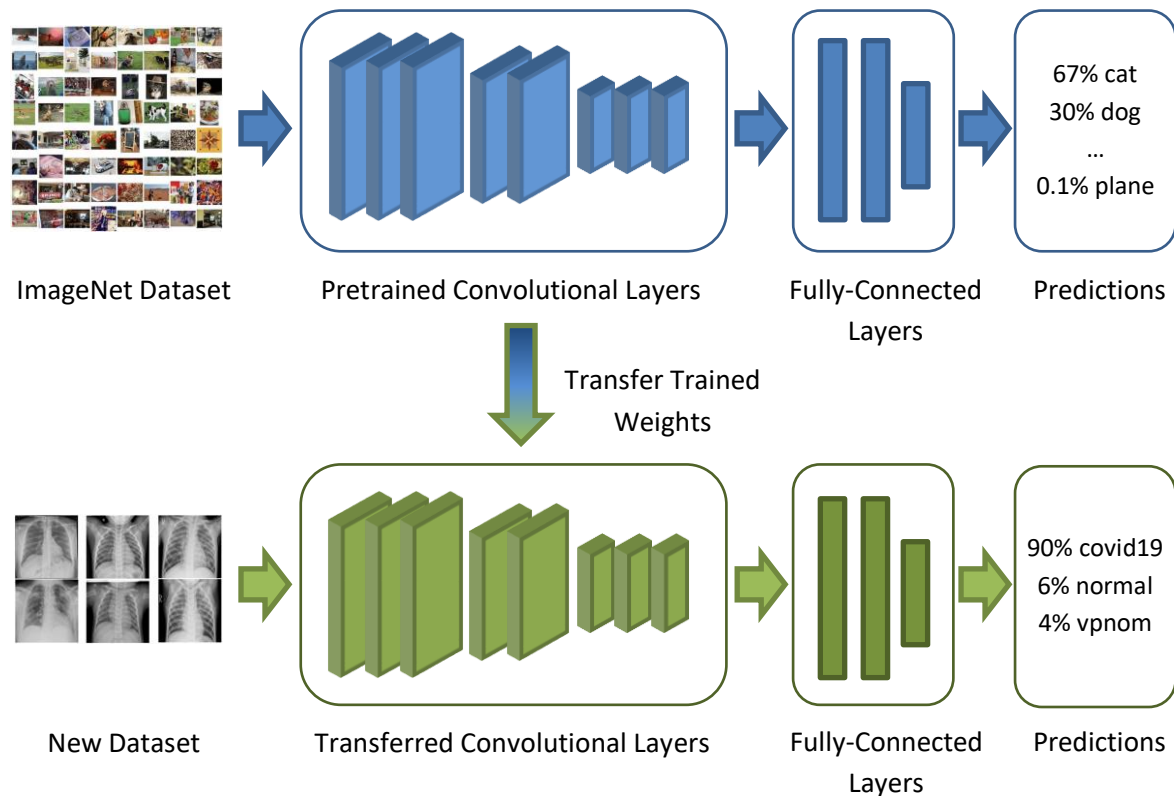 67% cat
30% dog
...
0.1% plane
ImageNet Dataset
Pretrained Convolutional Layers
Fully-Connected
Layers
Predictions
Transfer Trained
Weights
90% covid19
6% normal
4% vpnom
New Dataset
Transferred Convolutional Layers
Fully-Connected
Layers
Predictions